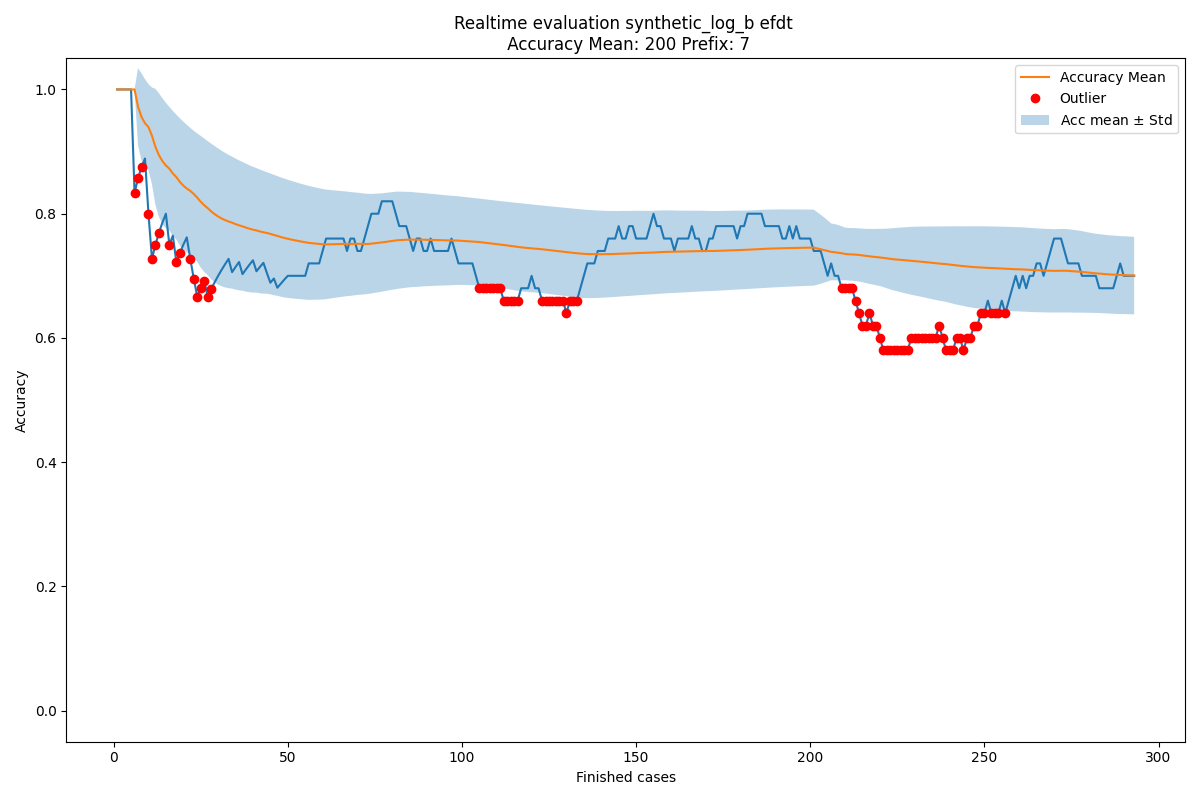 Realtime evaluation synthetic_log_b efdt
Accuracy Mean: 200 Prefix: 7
Accuracy Mean
Outlier
Acc mean ± Std
1.0
0.8
0.6
0.4
0.2
0.0
Accuracy
0 50 100 150 200 250 300
Finished cases